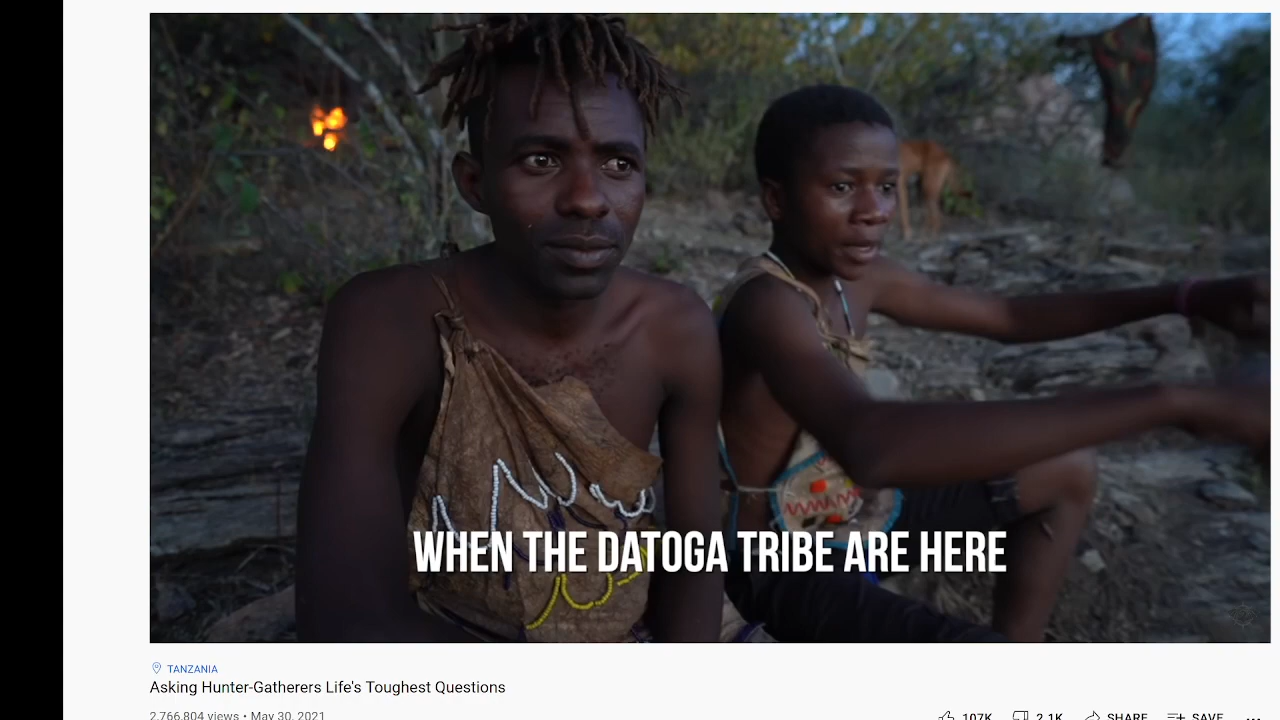 WHEN THE DATOGA TRIBE ARE HERE
TANZANIA
Asking Hunter-Gatherers Life's Toughest Questions
2,766,804 views • May 30, 2021
107K 2.1K SHARE SAVE ...